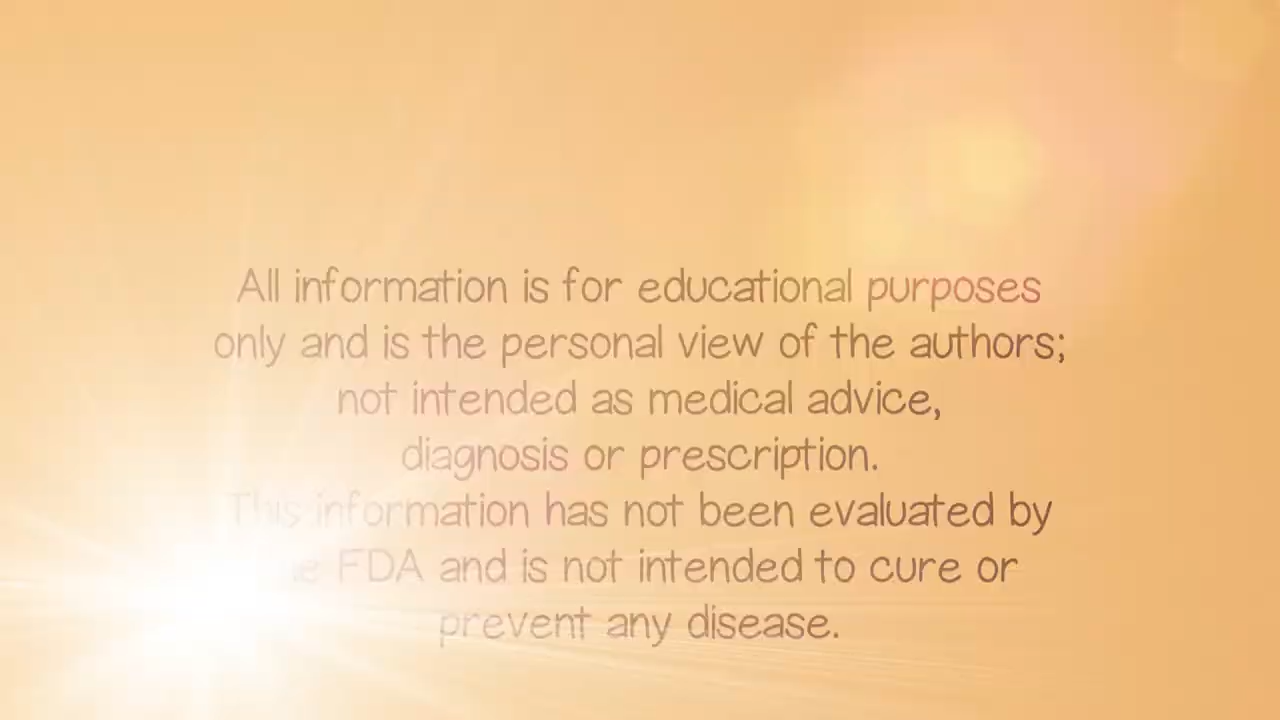 All information is for educational purposes
only and is the personal view of the authors;
not intended as medical advice,
diagnosis or prescription.
This information has not been evaluated by
FDA and is not intended to cure or
prevent any disease.